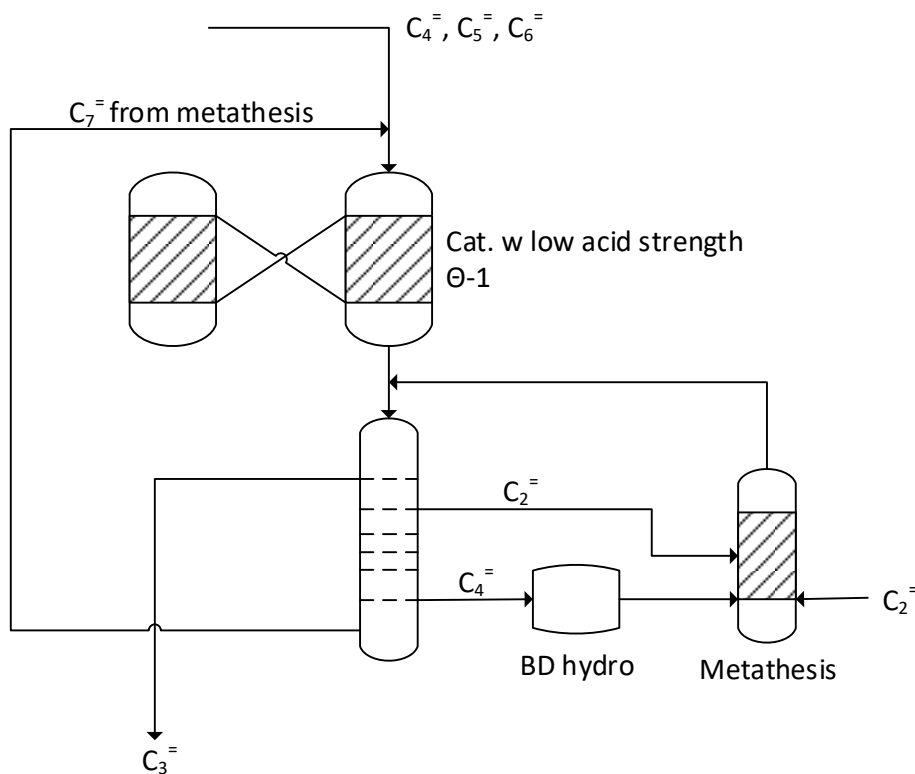 C₄⁼, C₅⁼, C₆⁼
C₇⁼ from metathesis
Cat. w low acid strength
Θ-1
C₂⁼
C₄⁼
C₂⁼
BD hydro
Metathesis
C₃⁼